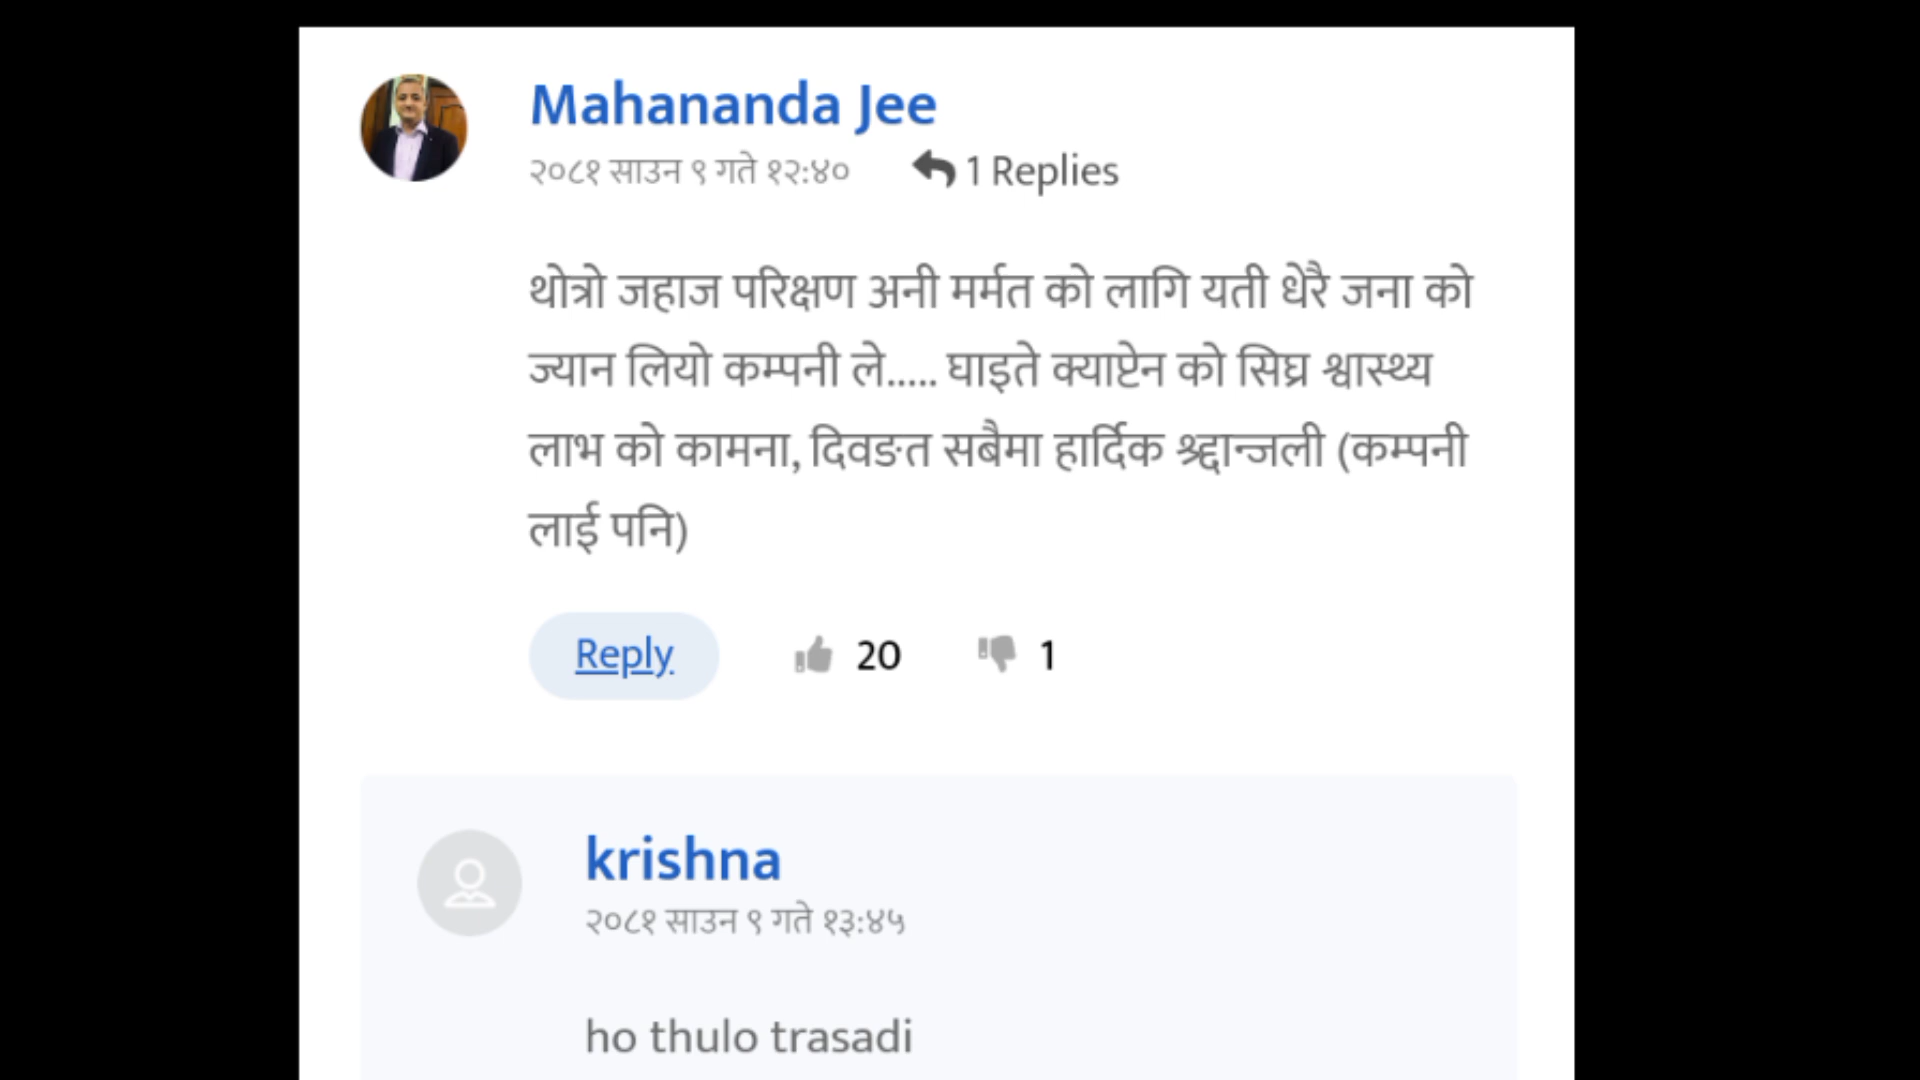 Mahananda Jee
२०८१ साउन ९ गते १२:४० 1 Replies
थोत्रो जहाज परिक्षण अनी मर्मत को लागि यती धेरै जना को
ज्यान लियो कम्पनी ले..... घाइते क्याप्टेन को सिघ्र श्वास्थ्य
लाभ को कामना, दिवङत सबैमा हार्दिक श्र्द्दान्जली (कम्पनी
लाई पनि)
Reply 20 1
krishna
२०८१ साउन ९ गते १३:४५
ho thulo trasadi